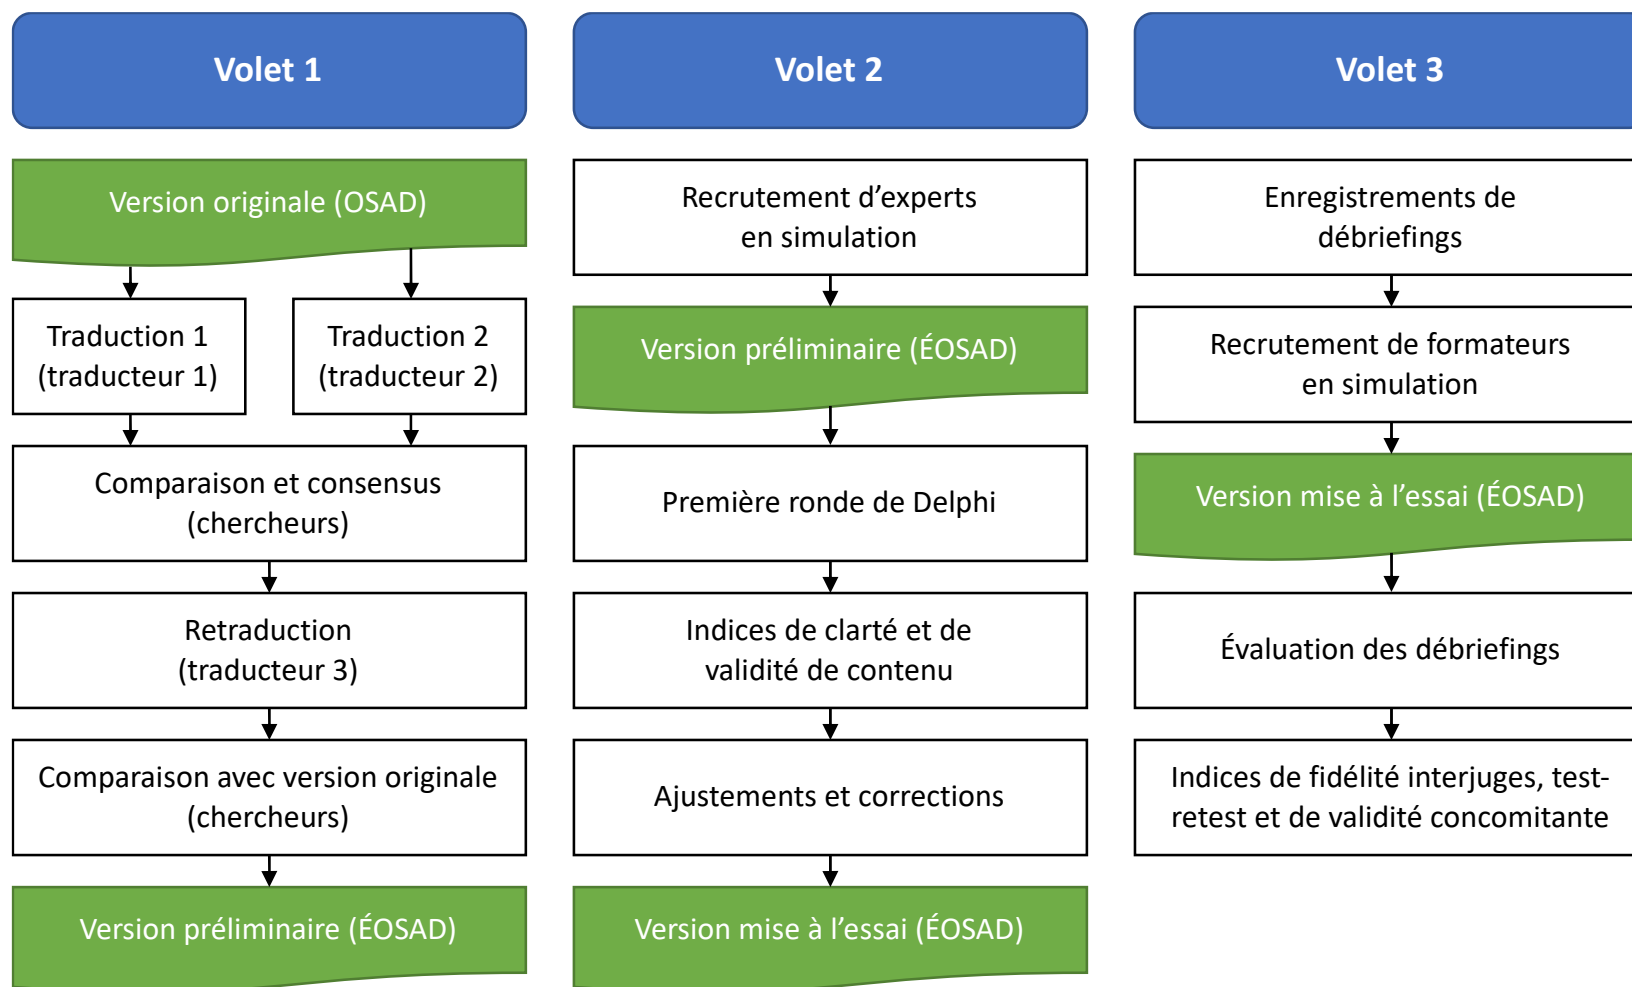 Volet 1
Version originale (OSAD)
Traduction 1
(traducteur 1)
Traduction 2
(traducteur 2)
Comparaison et consensus
(chercheurs)
Retraduction
(traducteur 3)
Comparaison avec version originale
(chercheurs)
Version préliminaire (ÉOSAD)
Volet 2
Recrutement d’experts
en simulation
Version préliminaire (ÉOSAD)
Première ronde de Delphi
Indices de clarté et de
validité de contenu
Ajustements et corrections
Version mise à l’essai (ÉOSAD)
Volet 3
Enregistrements de
débriefings
Recrutement de formateurs
en simulation
Version mise à l’essai (ÉOSAD)
Évaluation des débriefings
Indices de fidélité interjuges, test-
retest et de validité concomitante